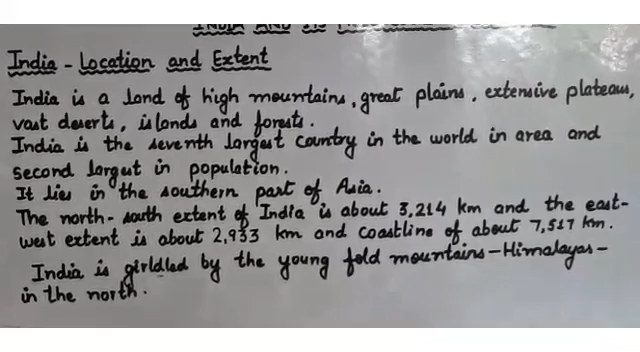 INDIA AND ITS
India - Location and Extent
India is a land of high mountains, great plains, extensive plateaus,
vast deserts, islands and forests.
India is the seventh largest country in the world in area and
second largest in population.
It lies in the southern part of Asia.
The north-south extent of India is about 3,214 km and the east-
west extent is about 2,933 km and coastline of about 7,517 km.
India is girldled by the young fold mountains-Himalayas-
in the north.